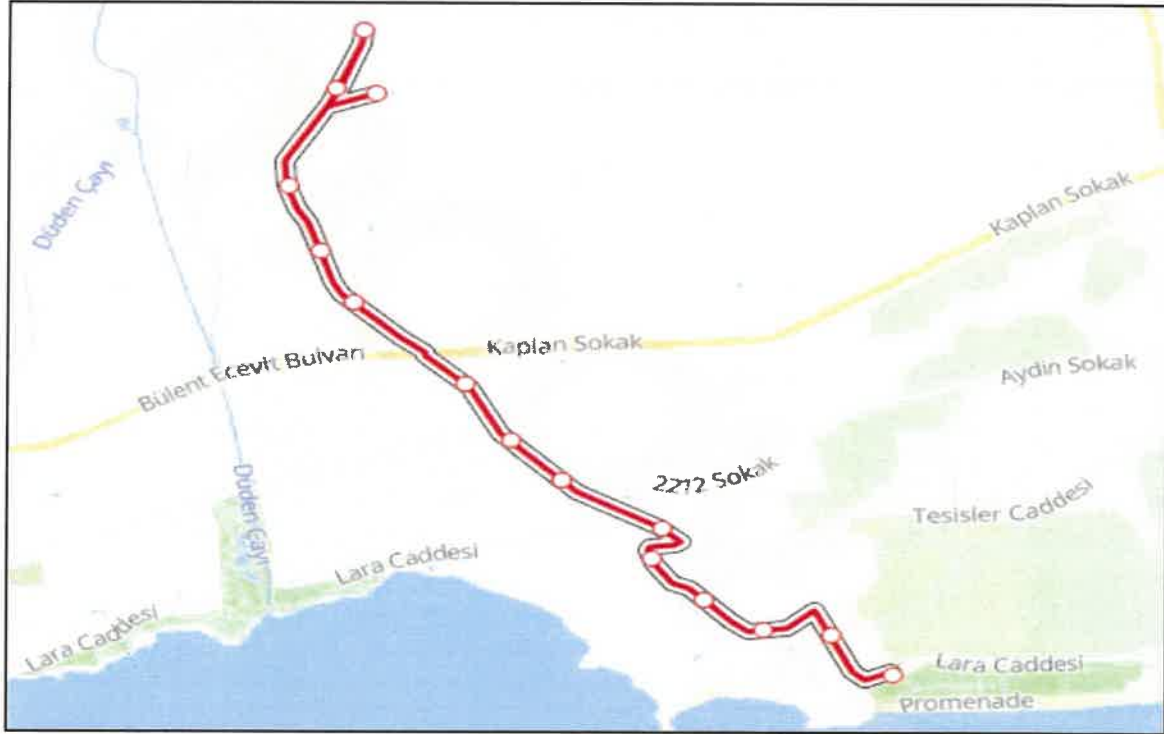 Düden Çayı
Kaplan Sokak
Kaplan Sokak
Bülent Ecevit Bulvarı
Aydin Sokak
2212 Sokak
Düden Çayı
Tesisler Caddesi
Lara Caddesi
Lara Caddesi
Lara Caddesi
Promenade